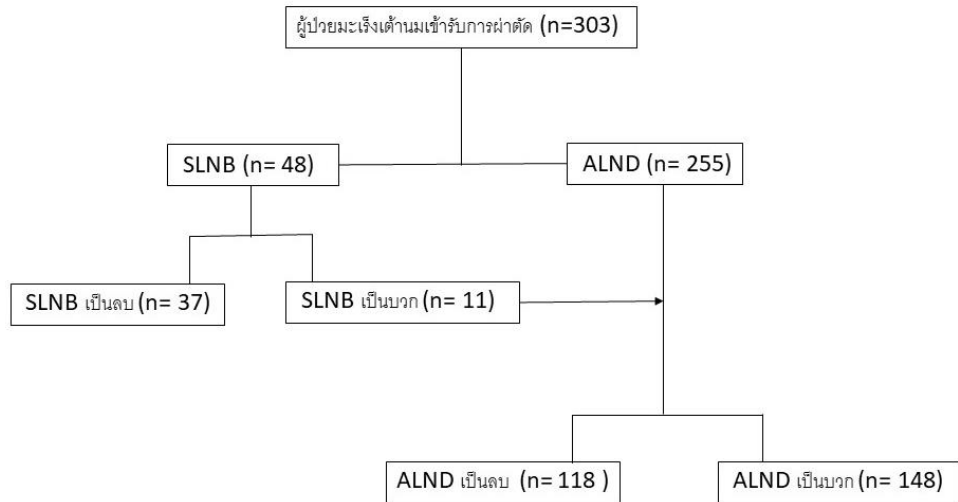 ผู้ป่วยมะเร็งเต้านมเข้ารับการผ่าตัด (n=303)
SLNB (n= 48)
ALND (n= 255)
SLNB เป็นลบ (n= 37)
SLNB เป็นบวก (n= 11)
ALND เป็นลบ (n= 118 )
ALND เป็นบวก (n= 148)